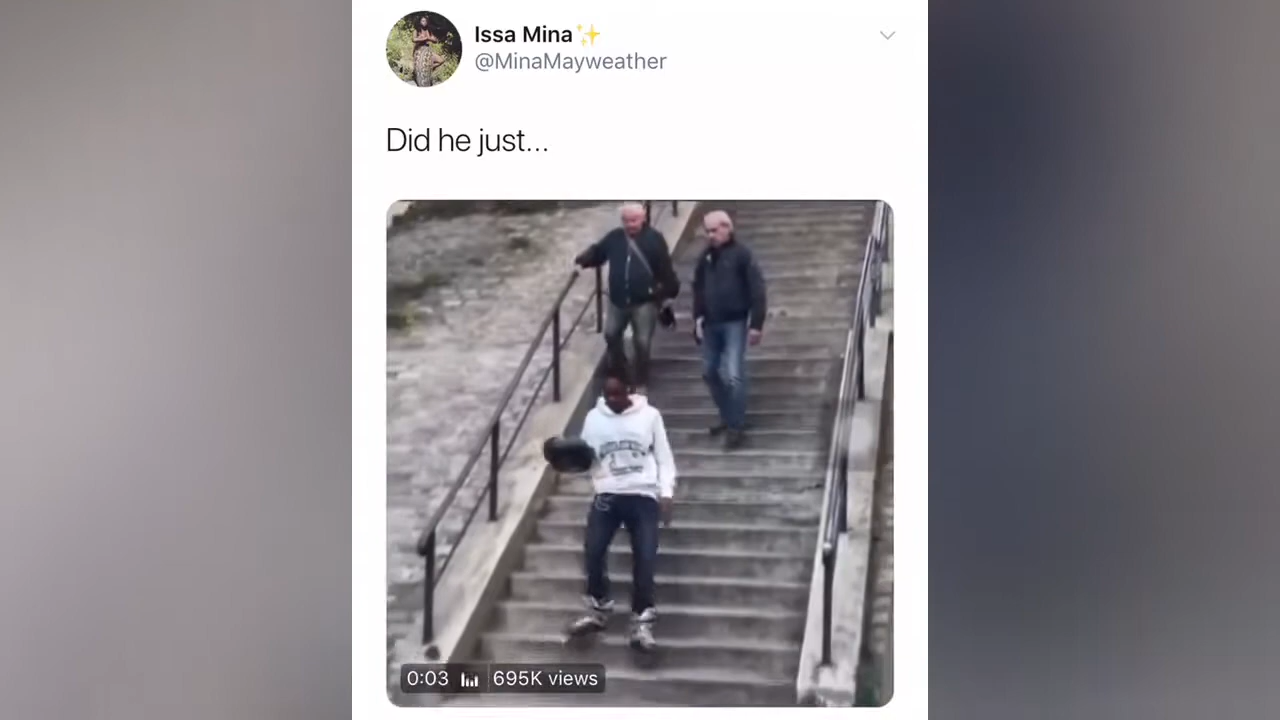 Issa Mina✨
@MinaMayweather
Did he just...
0:03 695K views